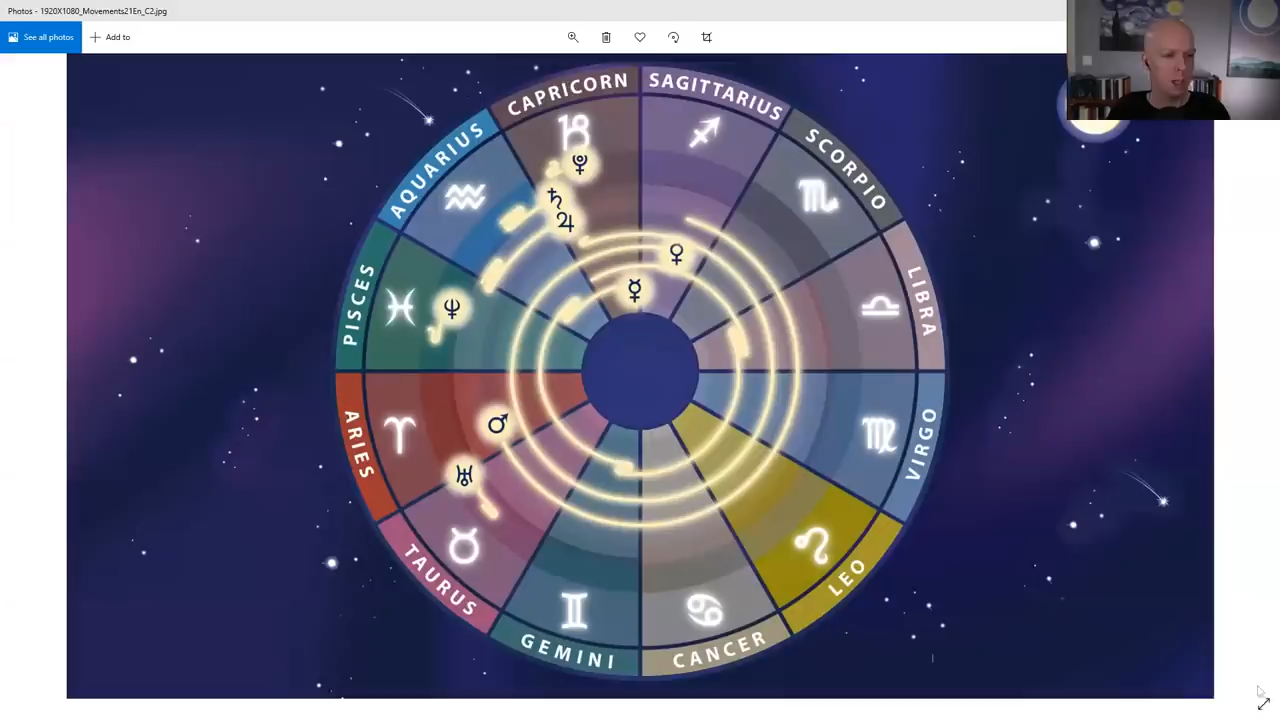 Photos - 1920X1080_Movements21En_C2.jpg
See all photos
Add to
CAPRICORN
SAGITTARIUS
AQUARIUS
SCORPIO
PISCES
LIBRA
ARIES
VIRGO
TAURUS
LEO
GEMINI
CANCER